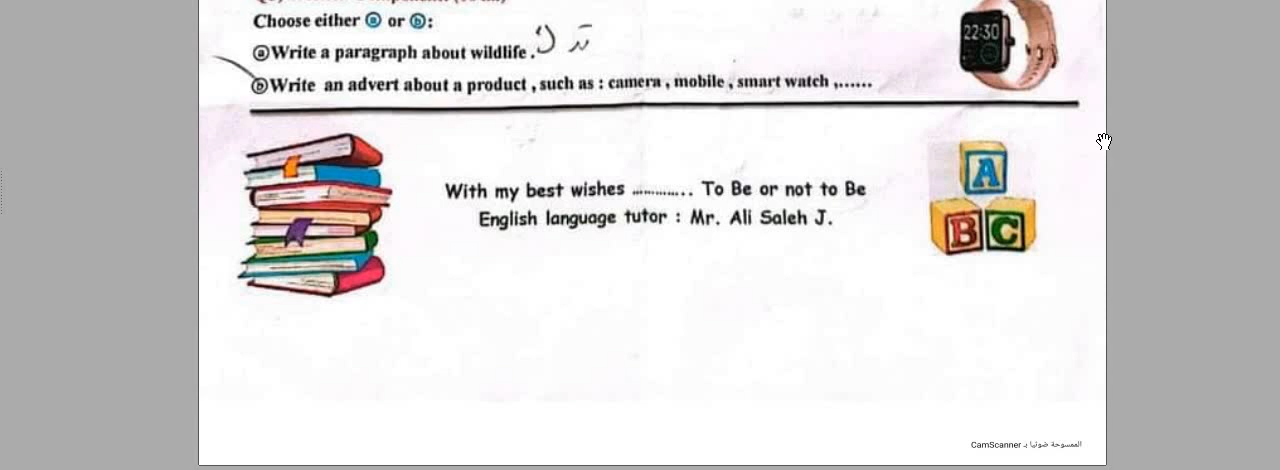 Choose either ⓐ or ⓑ:
ⓐWrite a paragraph about wildlife .
22:30
ⓑWrite an advert about a product , such as : camera , mobile , smart watch ,......
With my best wishes ............. To Be or not to Be
English language tutor : Mr. Ali Saleh J.
A
B C
الممسوحة ضوئيا بـ CamScanner